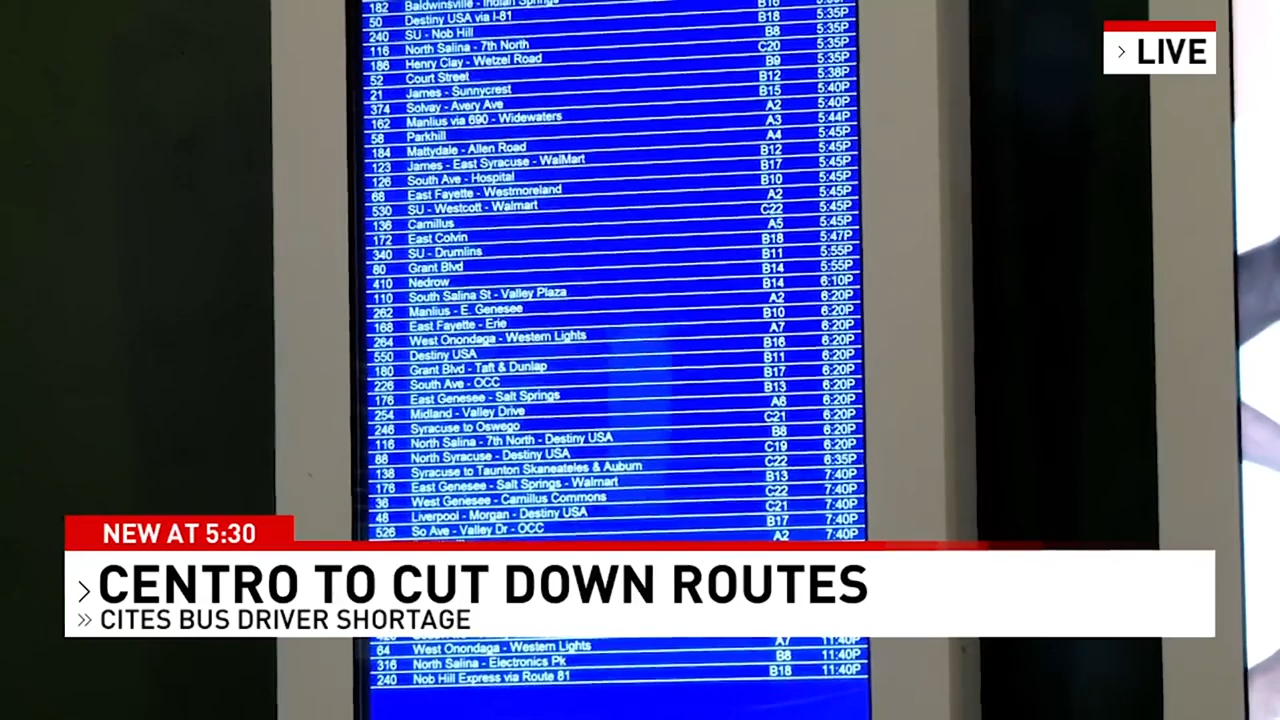 182 Baldwinsville - Indian Springs B16
50 Destiny USA via I-81 B18 5:35P
240 SU - Nob Hill B8 5:35P
116 North Salina - 7th North C20 5:35P
186 Henry Clay - Wetzel Road B9 5:35P
52 Court Street B12 5:38P
21 James - Sunnycrest B15 5:40P
374 Solvay - Avery Ave A2 5:40P
162 Manlius via 690 - Widewaters A3 5:44P
58 Parkhill A4 5:45P
184 Mattydale - Allen Road B12 5:45P
123 James - East Syracuse - WalMart B17 5:45P
126 South Ave - Hospital B10 5:45P
68 East Fayette - Westmoreland A2 5:45P
530 SU - Westcott - Walmart C22 5:45P
136 Camillus A5 5:45P
172 East Colvin B18 5:47P
340 SU - Drumlins B11 5:55P
80 Grant Blvd B14 5:55P
410 Nedrow B14 6:10P
110 South Salina St - Valley Plaza A2 6:20P
262 Manlius - E. Genesee B10 6:20P
168 East Fayette - Erie A7 6:20P
264 West Onondaga - Western Lights B16 6:20P
550 Destiny USA B11 6:20P
180 Grant Blvd - Taft & Dunlap B17 6:20P
226 South Ave - OCC B13 6:20P
176 East Genesee - Salt Springs A6 6:20P
254 Midland - Valley Drive C21 6:20P
246 Syracuse to Oswego B8 6:20P
116 North Salina - 7th North - Destiny USA C19 6:20P
88 North Syracuse - Destiny USA C22 6:35P
138 Syracuse to Taunton Skaneateles & Auburn B13 7:40P
176 East Genesee - Salt Springs - Walmart C22 7:40P
36 West Genesee - Camillus Commons C21 7:40P
48 Liverpool - Morgan - Destiny USA B17 7:40P
526 So Ave - Valley Dr - OCC A2 7:40P
A7 11:40P
64 West Onondaga - Western Lights B8 11:40P
316 North Salina - Electronics Pk B18 11:40P
240 Nob Hill Express via Route 81
LIVE
NEW AT 5:30
CENTRO TO CUT DOWN ROUTES
CITES BUS DRIVER SHORTAGE